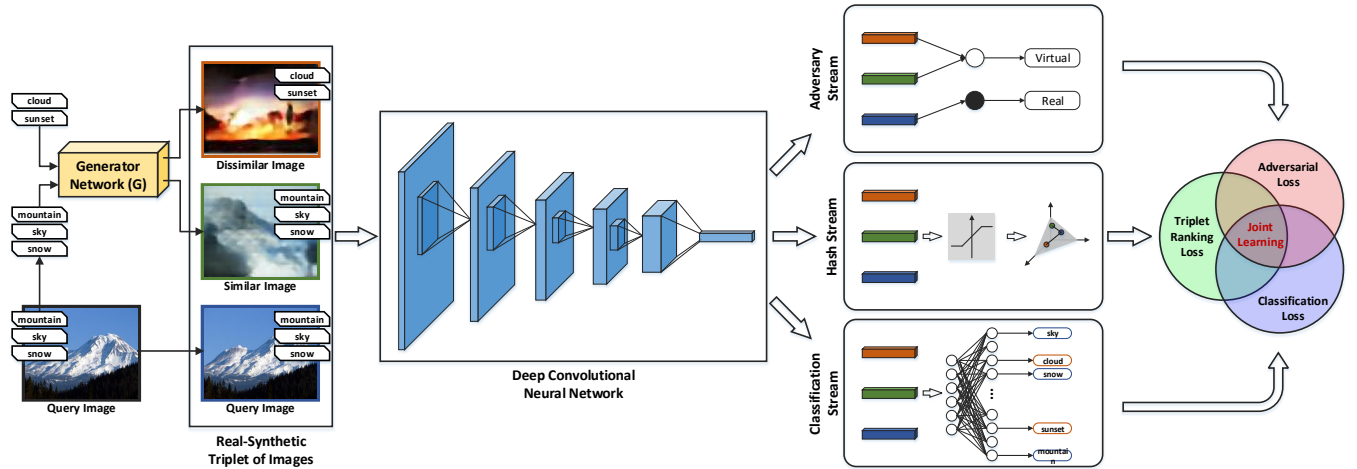 cloud
sunset
Generator
Network (G)
mountain
sky
snow
mountain
sky
snow
Query Image
cloud
sunset
Dissimilar Image
mountain
sky
snow
Similar Image
mountain
sky
snow
Query Image
Real-Synthetic
Triplet of Images
Deep Convolutional
Neural Network
Adversary
Stream
Virtual
Real
Hash Stream
Classification
Stream
sky
cloud
snow
...
sunset
mountai
n
Adversarial
Loss
Triplet
Ranking
Loss
Joint
Learning
Classification
Loss